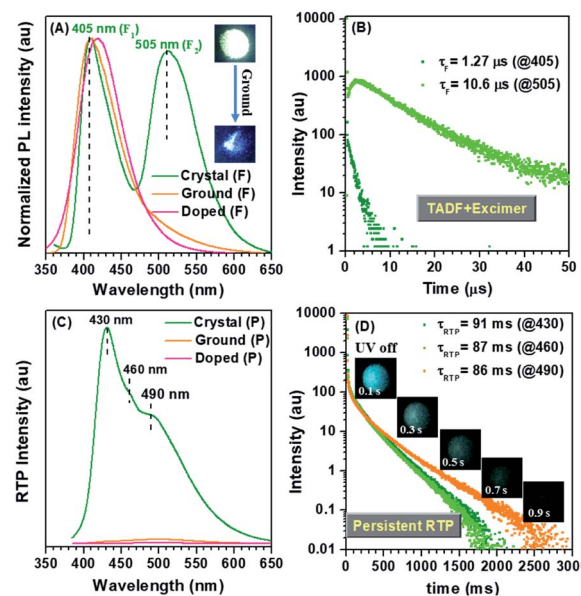 (A)
405 nm (F1)
505 nm (F2)
Ground
Crystal (F)
Ground (F)
Doped (F)
Normalized PL intensity (au)
350 400 450 500 550 600 650
Wavelength (nm)
(B)
τF = 1.27 μs (@405)
τF = 10.6 μs (@505)
TADF+Excimer
Intensity (au)
10000
1000
100
10
1
0 10 20 30 40 50
Time (μs)
(C)
430 nm
460 nm
490 nm
Crystal (P)
Ground (P)
Doped (P)
RTP Intensity (au)
350 400 450 500 550 600 650
Wavelength (nm)
(D)
τRTP = 91 ms (@430)
τRTP = 87 ms (@460)
τRTP = 86 ms (@490)
UV off
0.1s
0.3 s
0.5 s
0.7 s
0.9 s
Persistent RTP
Intensity (au)
10000
1000
100
10
1
0.1
0.01
0 500 1000 1500 2000 2500 300
time (ms)